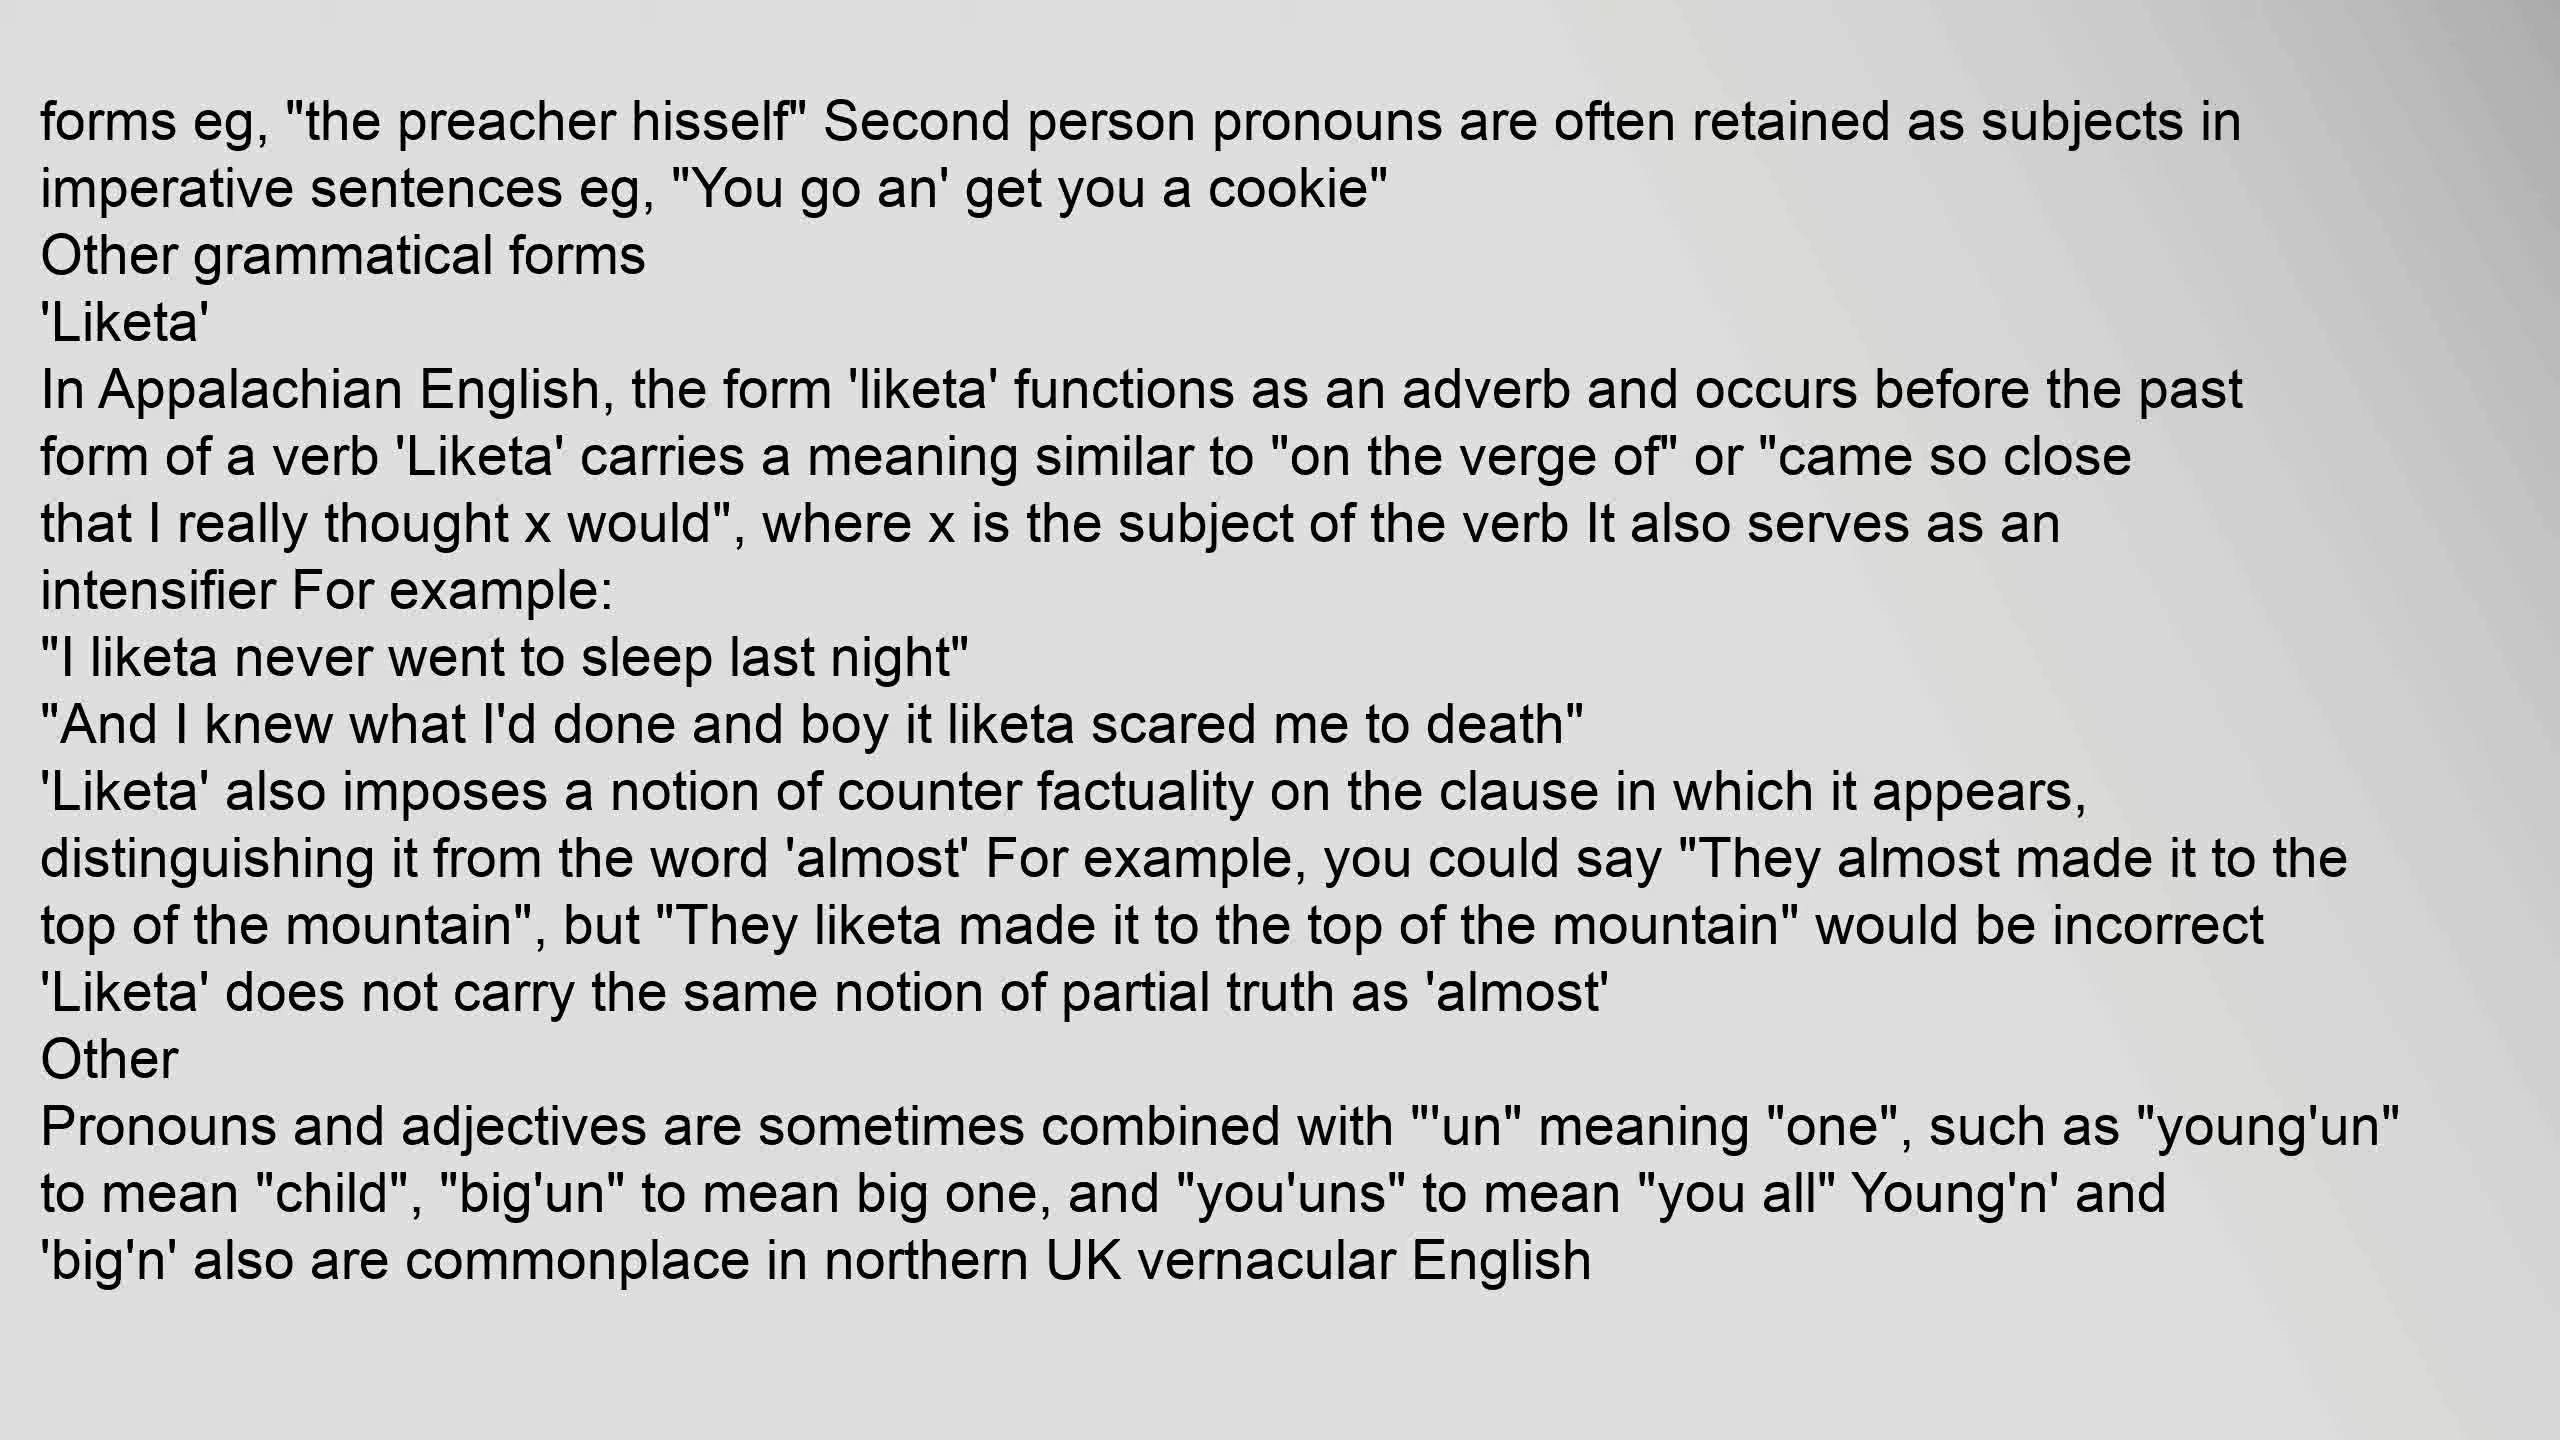 forms eg, "the preacher hisself" Second person pronouns are often retained as subjects in
imperative sentences eg, "You go an' get you a cookie"
Other grammatical forms
'Liketa'
In Appalachian English, the form 'liketa' functions as an adverb and occurs before the past
form of a verb 'Liketa' carries a meaning similar to "on the verge of" or "came so close
that I really thought x would", where x is the subject of the verb It also serves as an
intensifier For example:
"I liketa never went to sleep last night"
"And I knew what I'd done and boy it liketa scared me to death"
'Liketa' also imposes a notion of counter factuality on the clause in which it appears,
distinguishing it from the word 'almost' For example, you could say "They almost made it to the
top of the mountain", but "They liketa made it to the top of the mountain" would be incorrect
'Liketa' does not carry the same notion of partial truth as 'almost'
Other
Pronouns and adjectives are sometimes combined with "'un" meaning "one", such as "young'un"
to mean "child", "big'un" to mean big one, and "you'uns" to mean "you all" Young'n' and
'big'n' also are commonplace in northern UK vernacular English